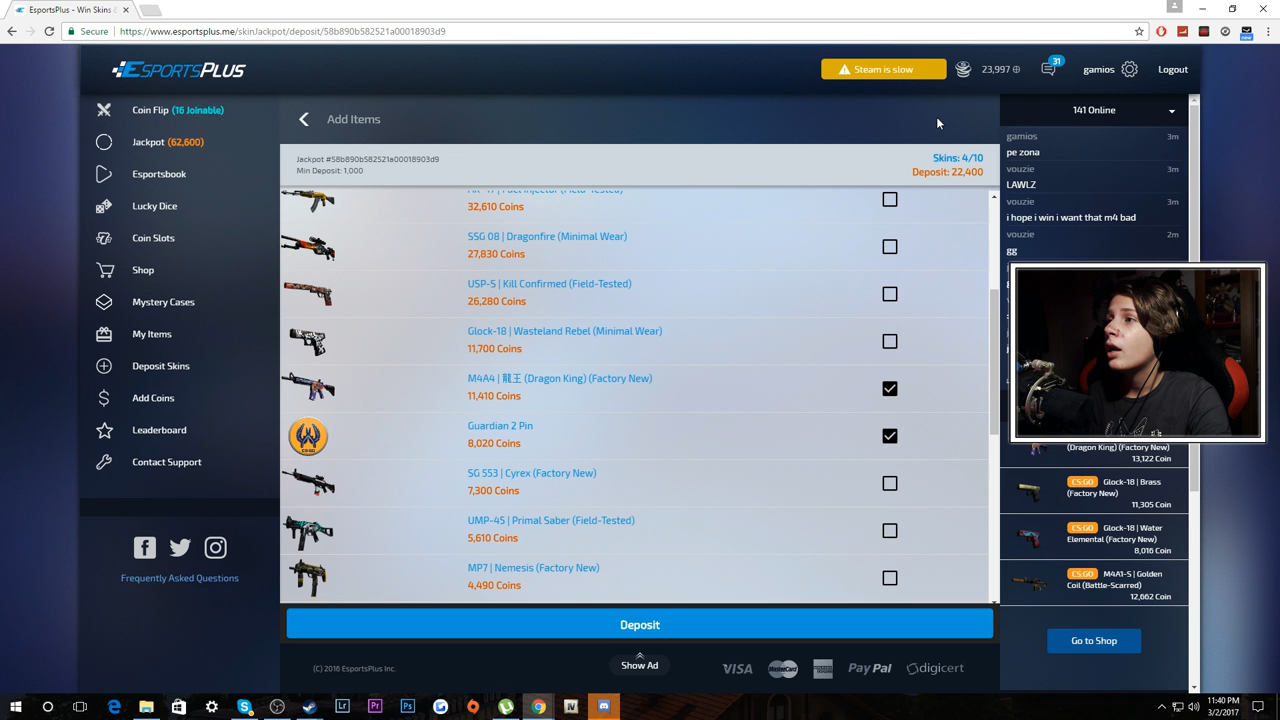 EsportsPlus - Win Skins E
Secure
https://www.esportsplus.me/skinJackpot/deposit/58b890b582521a00018903d9
ESPORTSPLUS
Steam is slow
23,997
31
gamios
Logout
Coin Flip (16 Joinable)
Jackpot (62,600)
Esportsbook
Lucky Dice
Coin Slots
Shop
Mystery Cases
My Items
Deposit Skins
Add Coins
Leaderboard
Contact Support
Frequently Asked Questions
Add Items
Jackpot #58b890b582521a00018903d9
Min Deposit: 1,000
Skins: 4/10
Deposit: 22,400
32,610 Coins
SSG 08 | Dragonfire (Minimal Wear)
27,830 Coins
USP-S | Kill Confirmed (Field-Tested)
26,280 Coins
Glock-18 | Wasteland Rebel (Minimal Wear)
11,700 Coins
M4A4 | 龍王 (Dragon King) (Factory New)
11,410 Coins
Guardian 2 Pin
8,020 Coins
SG 553 | Cyrex (Factory New)
7,300 Coins
UMP-45 | Primal Saber (Field-Tested)
5,610 Coins
MP7 | Nemesis (Factory New)
4,490 Coins
Deposit
(C) 2016 EsportsPlus Inc.
Show Ad
VISA
MasterCard
PayPal
digicert
141 Online
gamios 3m
pe zona
vouzie 3m
LAWLZ
vouzie 3m
i hope i win i want that m4 bad
vouzie 2m
gg
(Dragon King) (Factory New)
13,122 Coin
CS:GO Glock-18 | Brass
(Factory New)
11,305 Coin
CS:GO Glock-18 | Water
Elemental (Factory New)
8,016 Coin
CS:GO M4A1-S | Golden
Coil (Battle-Scarred)
12,662 Coin
Go to Shop
11:40 PM
3/2/2017